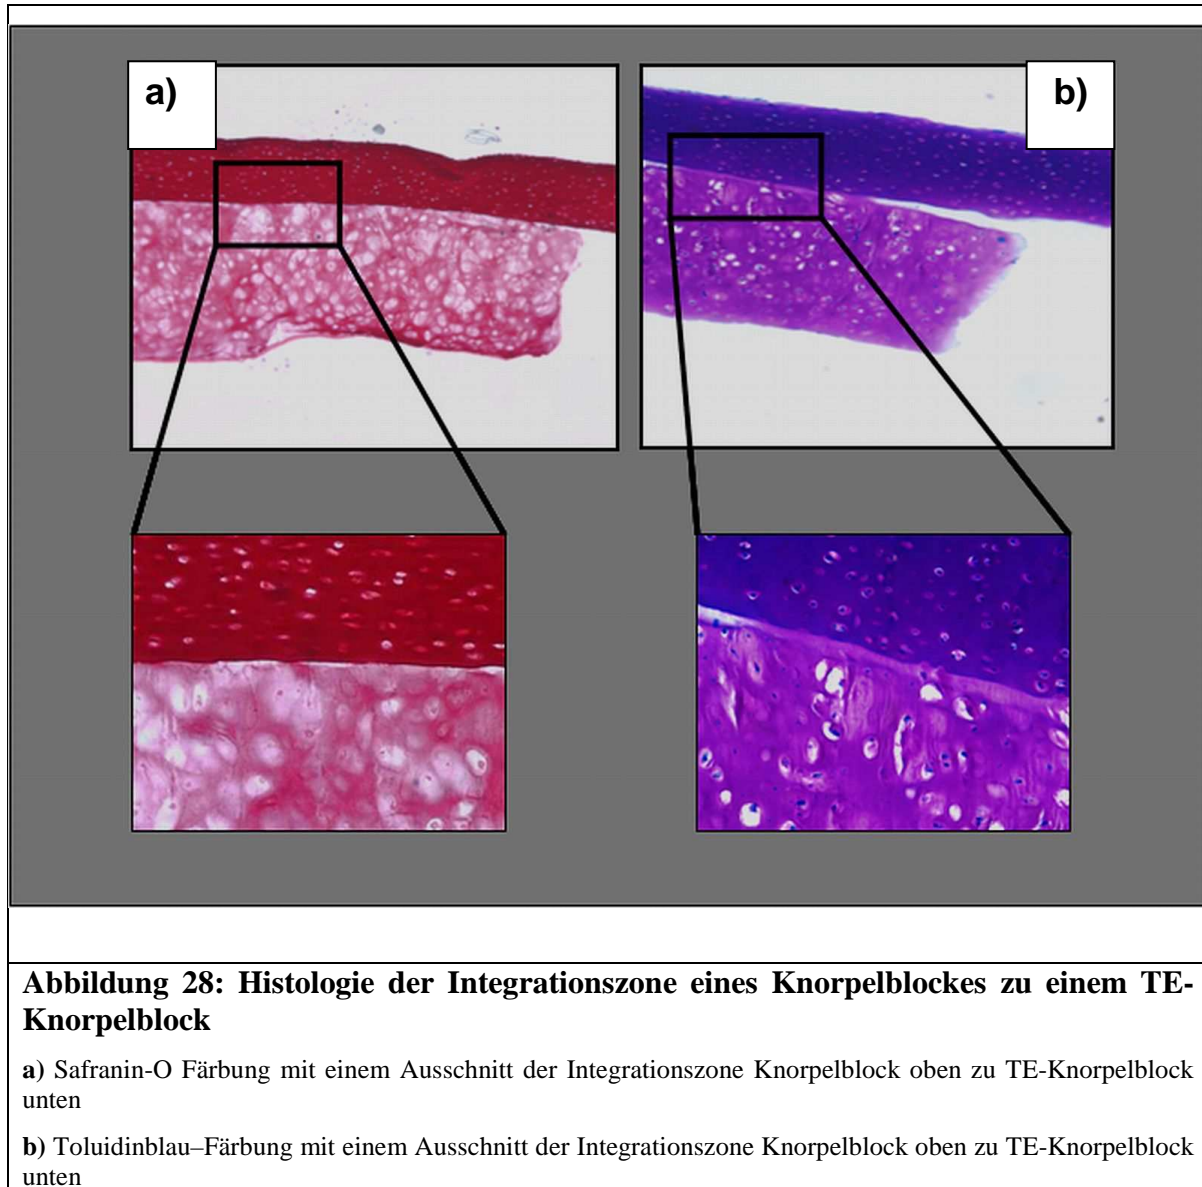 a)
b)
Abbildung 28: Histologie der Integrationszone eines Knorpelblockes zu einem TE-
Knorpelblock
a) Safranin-O Färbung mit einem Ausschnitt der Integrationszone Knorpelblock oben zu TE-Knorpelblock
unten
b) Toluidinblau–Färbung mit einem Ausschnitt der Integrationszone Knorpelblock oben zu TE-Knorpelblock
unten